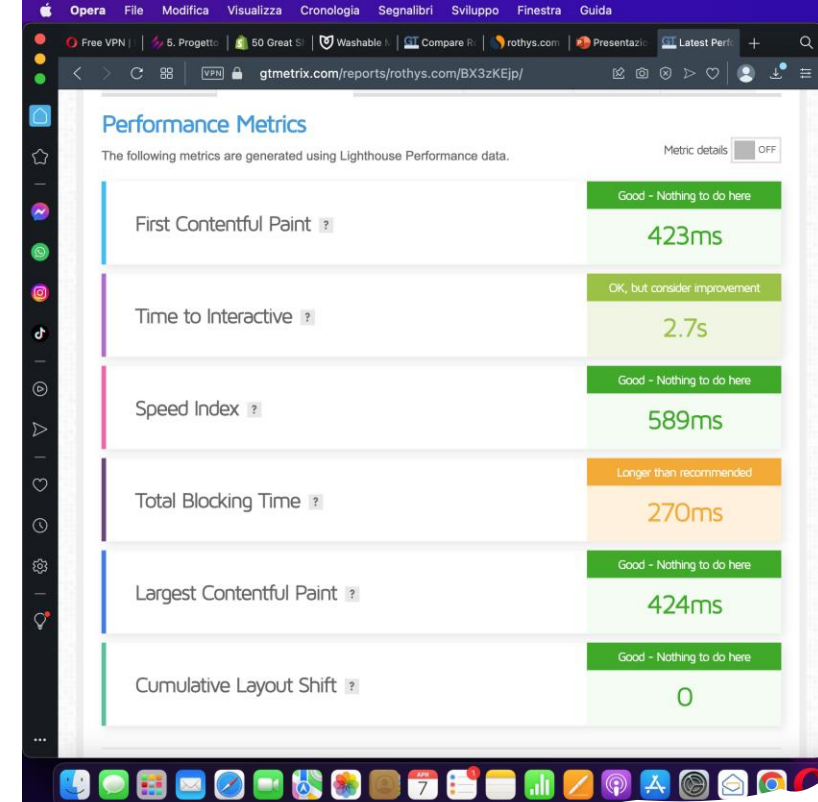 Opera File Modifica Visualizza Cronologia Segnalibri Sviluppo Finestra Guida
Free VPN | 5. Progetto 50 Great Washable Compare rothys.com Presentazio Latest Perf
VPN gtmetrix.com/reports/rothys.com/BX3zKEjp/
Performance Metrics
The following metrics are generated using Lighthouse Performance data.
Metric details OFF
Good - Nothing to do here
First Contentful Paint ?
423ms
OK, but consider improvement
Time to Interactive ?
2.7s
Good - Nothing to do here
Speed Index ?
589ms
Longer than recommended
Total Blocking Time ?
270ms
Good - Nothing to do here
Largest Contentful Paint ?
424ms
Good - Nothing to do here
Cumulative Layout Shift ?
0
APR
7
1